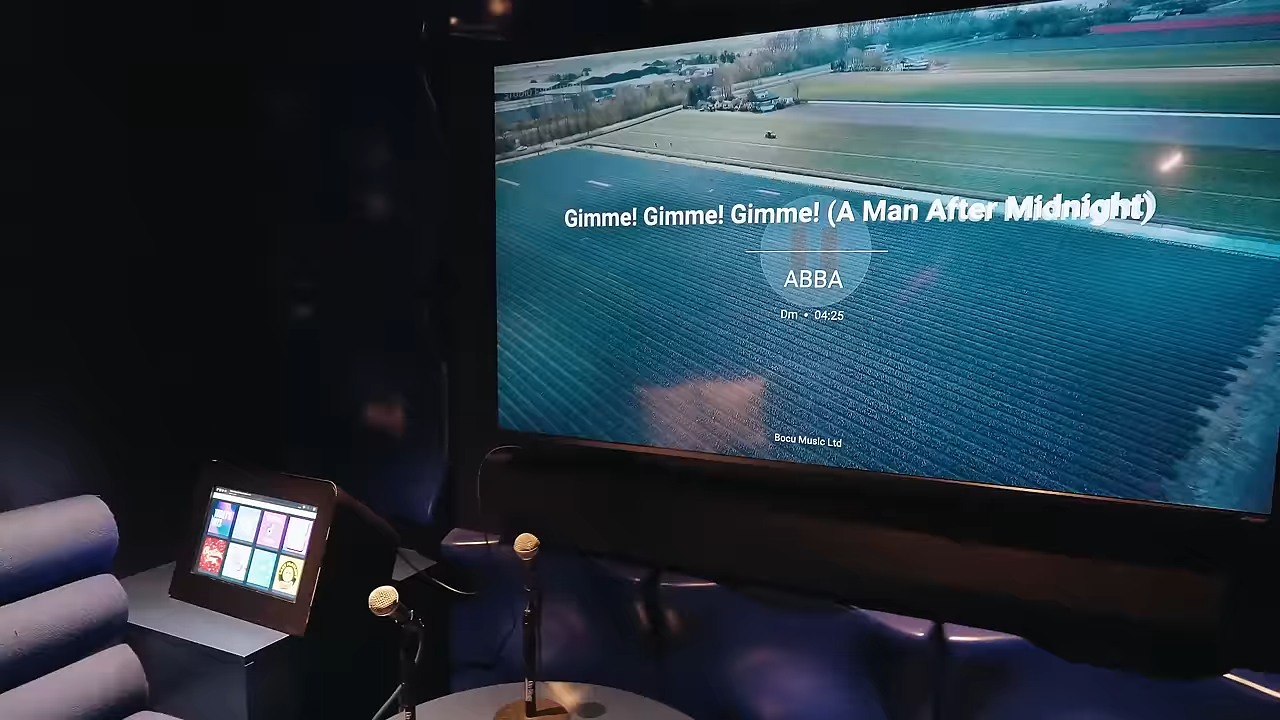 Gimme! Gimme! Gimme! (A Man After Midnight)
ABBA
Dm • 04:25
Bocu Music Ltd